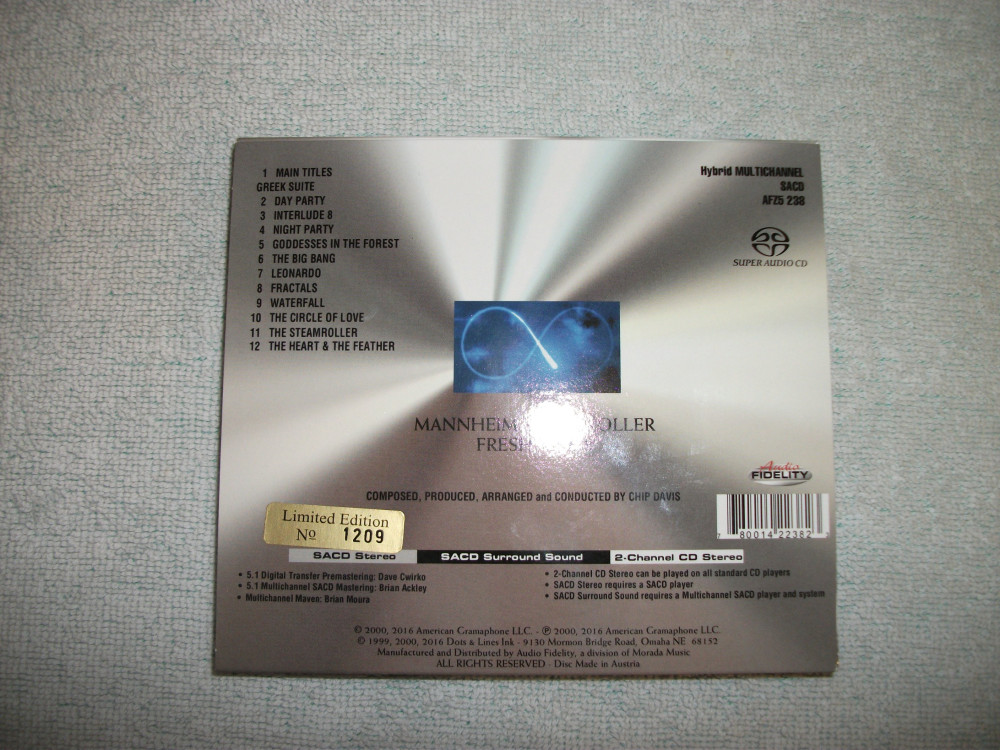 1 MAIN TITLES
GREEK SUITE
2 DAY PARTY
3 INTERLUDE 8
4 NIGHT PARTY
5 GODDESSES IN THE FOREST
6 THE BIG BANG
7 LEONARDO
8 FRACTALS
9 WATERFALL
10 THE CIRCLE OF LOVE
11 THE STEAMROLLER
12 THE HEART & THE FEATHER
Hybrid MULTICHANNEL
SACD
AFZ5 238
SUPER AUDIO CD
MANNHEIM
FRESH
Audio
FIDELITY
COMPOSED, PRODUCED, ARRANGED and CONDUCTED BY CHIP DAVIS
7 80014 22382 2
Limited Edition
No 1209
SACD Stereo SACD Surround Sound 2-Channel CD Stereo
• 5.1 Digital Transfer Premastering: Dave Cwirko
• 5.1 Multichannel SACD Mastering: Brian Ackley
• Multichannel Maven: Brian Moura
• 2-Channel CD Stereo can be played on all standard CD players
• SACD Stereo requires a SACD player
• SACD Surround Sound requires a Multichannel SACD player and system
© 2000, 2016 American Gramaphone LLC. - ℗ 2000, 2016 American Gramaphone LLC.
© 1999, 2000, 2016 Dots & Lines Ink - 9130 Mormon Bridge Road, Omaha NE 68152
Manufactured and Distributed by Audio Fidelity, a division of Morada Music
ALL RIGHTS RESERVED - Disc Made in Austria